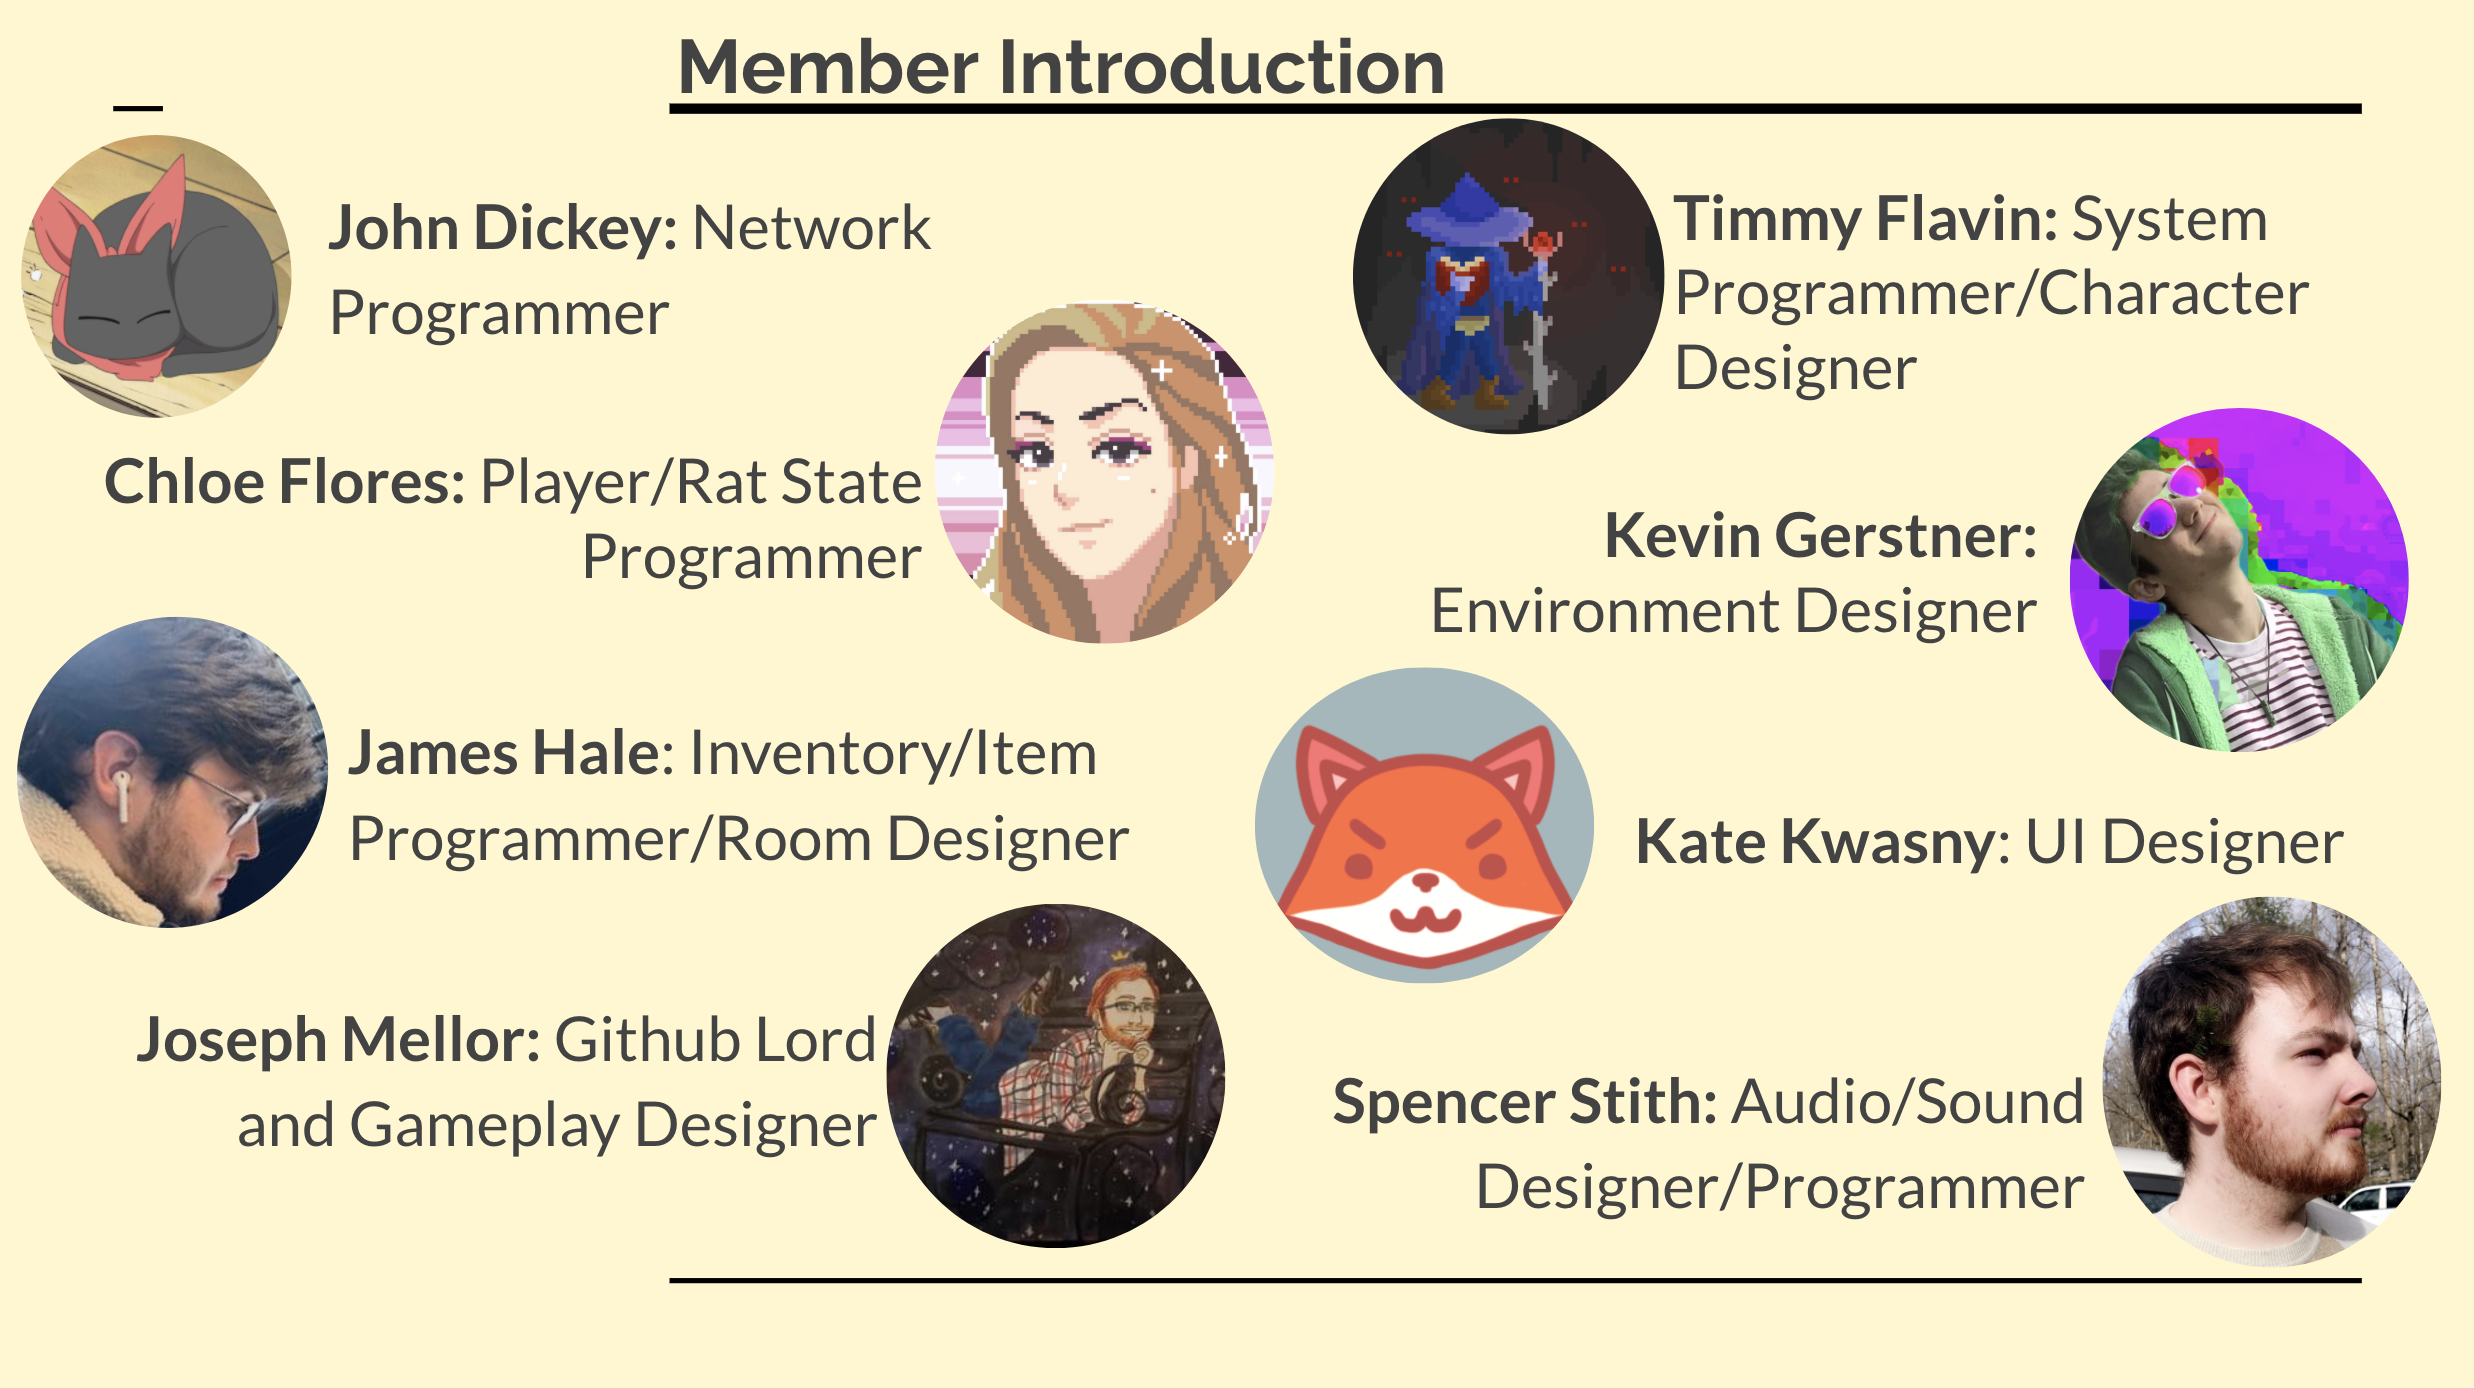 Member Introduction
John Dickey: Network
Programmer
Chloe Flores: Player/Rat State
Programmer
James Hale: Inventory/Item
Programmer/Room Designer
Joseph Mellor: Github Lord
and Gameplay Designer
Timmy Flavin: System
Programmer/Character
Designer
Kevin Gerstner:
Environment Designer
Kate Kwasny: UI Designer
Spencer Stith: Audio/Sound
Designer/Programmer